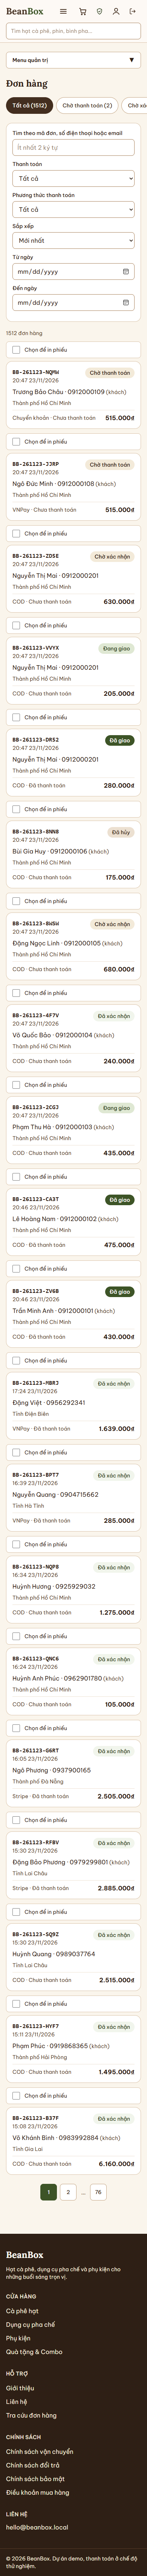 BeanBox
Tìm hạt cà phê, phin, bình pha...
Menu quản trị
Đơn hàng
Tất cả (1512)
Chờ thanh toán (2)
Chờ xác
Tìm theo mã đơn, số điện thoại hoặc email
Ít nhất 2 ký tự
Thanh toán
Tất cả
Phương thức thanh toán
Tất cả
Sắp xếp
Mới nhất
Từ ngày
mm/dd/yyyy
Đến ngày
mm/dd/yyyy
1512 đơn hàng
Chọn để in phiếu
BB-261123-NQMW Chờ thanh toán
20:47 23/11/2026
Trương Bảo Châu · 0912000109 (khách)
Thành phố Hồ Chí Minh
Chuyển khoản · Chưa thanh toán 515.000₫
Chọn để in phiếu
BB-261123-JJRP Chờ thanh toán
20:47 23/11/2026
Ngô Đức Minh · 0912000108 (khách)
Thành phố Hồ Chí Minh
VNPay · Chưa thanh toán 515.000₫
Chọn để in phiếu
BB-261123-ZD5E Chờ xác nhận
20:47 23/11/2026
Nguyễn Thị Mai · 0912000201
Thành phố Hồ Chí Minh
COD · Chưa thanh toán 630.000₫
Chọn để in phiếu
BB-261123-VVYX Đang giao
20:47 23/11/2026
Nguyễn Thị Mai · 0912000201
Thành phố Hồ Chí Minh
COD · Chưa thanh toán 205.000₫
Chọn để in phiếu
BB-261123-DRS2 Đã giao
20:47 23/11/2026
Nguyễn Thị Mai · 0912000201
Thành phố Hồ Chí Minh
COD · Đã thanh toán 280.000₫
Chọn để in phiếu
BB-261123-BNNB Đã hủy
20:47 23/11/2026
Bùi Gia Huy · 0912000106 (khách)
Thành phố Hồ Chí Minh
COD · Chưa thanh toán 175.000₫
Chọn để in phiếu
BB-261123-8WSH Chờ xác nhận
20:47 23/11/2026
Đặng Ngọc Linh · 0912000105 (khách)
Thành phố Hồ Chí Minh
COD · Chưa thanh toán 680.000₫
Chọn để in phiếu
BB-261123-4F7V Đã xác nhận
20:47 23/11/2026
Võ Quốc Bảo · 0912000104 (khách)
Thành phố Hồ Chí Minh
COD · Chưa thanh toán 240.000₫
Chọn để in phiếu
BB-261123-2CGJ Đang giao
20:47 23/11/2026
Phạm Thu Hà · 0912000103 (khách)
Thành phố Hồ Chí Minh
COD · Chưa thanh toán 435.000₫
Chọn để in phiếu
BB-261123-CA3T Đã giao
20:46 23/11/2026
Lê Hoàng Nam · 0912000102 (khách)
Thành phố Hồ Chí Minh
COD · Đã thanh toán 475.000₫
Chọn để in phiếu
BB-261123-ZV6B Đã giao
20:46 23/11/2026
Trần Minh Anh · 0912000101 (khách)
Thành phố Hồ Chí Minh
COD · Đã thanh toán 430.000₫
Chọn để in phiếu
BB-261123-MBRJ Đã xác nhận
17:24 23/11/2026
Đặng Việt · 0956292341
Tỉnh Điện Biên
VNPay · Đã thanh toán 1.639.000₫
Chọn để in phiếu
BB-261123-BPT7 Đã xác nhận
16:39 23/11/2026
Nguyễn Quang · 0904715662
Tỉnh Hà Tĩnh
VNPay · Đã thanh toán 285.000₫
Chọn để in phiếu
BB-261123-NQP8 Đã xác nhận
16:34 23/11/2026
Huỳnh Hương · 0925929032
Thành phố Hồ Chí Minh
COD · Chưa thanh toán 1.275.000₫
Chọn để in phiếu
BB-261123-QNC6 Đã xác nhận
16:24 23/11/2026
Huỳnh Anh Phúc · 0962901780 (khách)
Thành phố Hồ Chí Minh
COD · Chưa thanh toán 105.000₫
Chọn để in phiếu
BB-261123-G6RT Đã xác nhận
16:05 23/11/2026
Ngô Phương · 0937900165
Thành phố Đà Nẵng
Stripe · Đã thanh toán 2.505.000₫
Chọn để in phiếu
BB-261123-RFBV Đã xác nhận
15:30 23/11/2026
Đặng Bảo Phương · 0979299801 (khách)
Tỉnh Lai Châu
Stripe · Đã thanh toán 2.885.000₫
Chọn để in phiếu
BB-261123-SQ9Z Đã xác nhận
15:30 23/11/2026
Huỳnh Quang · 0989037764
Tỉnh Lai Châu
COD · Chưa thanh toán 2.515.000₫
Chọn để in phiếu
BB-261123-HYF7 Đã xác nhận
15:11 23/11/2026
Phạm Phúc · 0919868365 (khách)
Thành phố Hải Phòng
COD · Chưa thanh toán 1.495.000₫
Chọn để in phiếu
BB-261123-B37F Đã xác nhận
15:08 23/11/2026
Võ Khánh Bình · 0983992884 (khách)
Tỉnh Gia Lai
COD · Chưa thanh toán 6.160.000₫
1 2 … 76
BeanBox
Hạt cà phê, dụng cụ pha chế và phụ kiện cho
những buổi sáng trọn vị.
CỬA HÀNG
Cà phê hạt
Dụng cụ pha chế
Phụ kiện
Quà tặng & Combo
HỖ TRỢ
Giới thiệu
Liên hệ
Tra cứu đơn hàng
CHÍNH SÁCH
Chính sách vận chuyển
Chính sách đổi trả
Chính sách bảo mật
Điều khoản mua hàng
LIÊN HỆ
hello@beanbox.local
© 2026 BeanBox. Dự án demo, thanh toán ở chế độ
thử nghiệm.